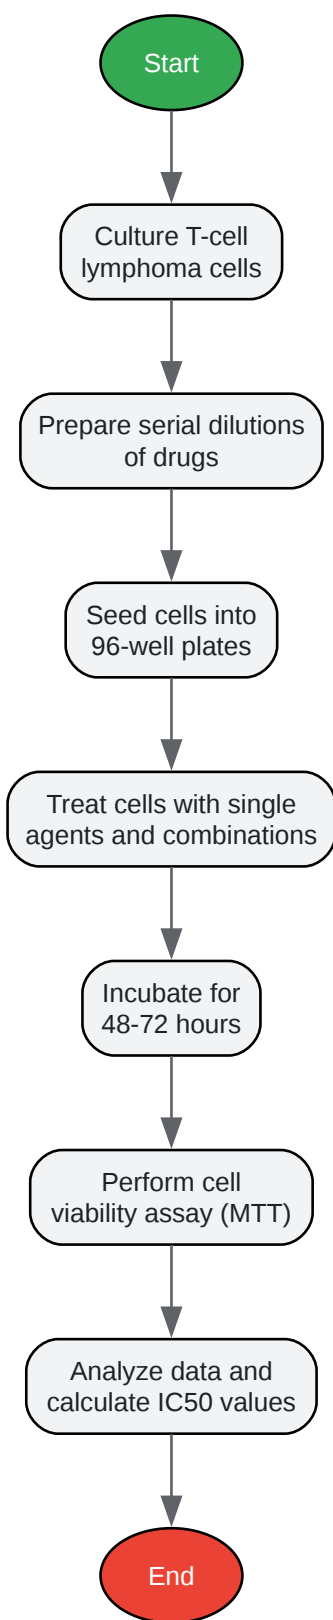 Start
Culture T-cell
lymphoma cells
Prepare serial dilutions
of drugs
Seed cells into
96-well plates
Treat cells with single
agents and combinations
Incubate for
48-72 hours
Perform cell
viability assay (MTT)
Analyze data and
calculate IC50 values
End